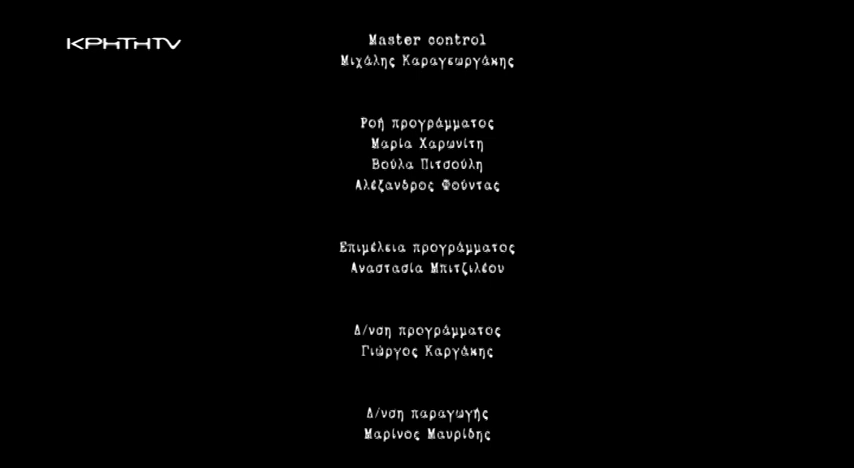 ΚΡΗΤΗTV
Master control
Μιχάλης Καραγεωργάκης
Ροή προγράμματος
Μαρία Χαρωνίτη
Βούλα Πιτσούλη
Αλέξανδρος Φούντας
Επιμέλεια προγράμματος
Αναστασία Μπιτζιλέου
Δ/νση προγράμματος
Γιώργος Καργάκης
Δ/νση παραγωγής
Μαρίνος Μαυρίδης